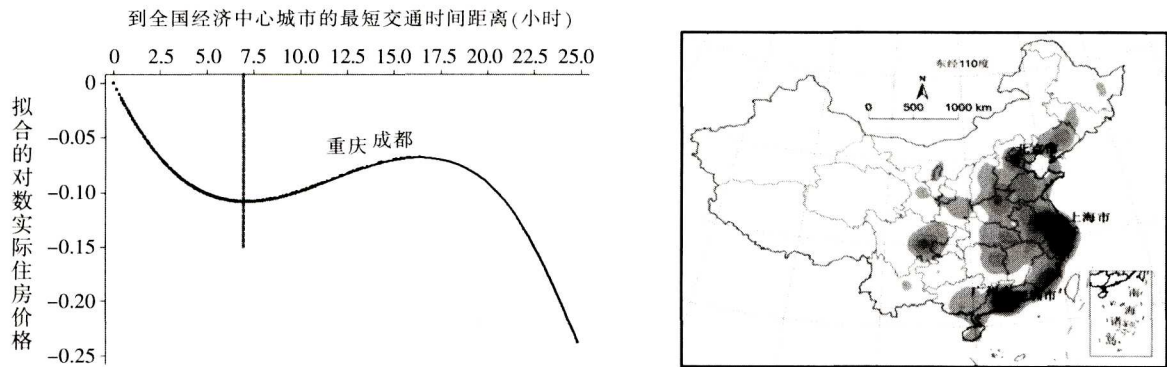 到全国经济中心城市的最短交通时间距离(小时)
0 2.5 5.0 7.5 10.0 12.5 15.0 17.5 20.0 22.5 25.0
0
-0.05
-0.10
-0.15
-0.20
-0.25
拟合的对数实际住房价格
重庆 成都
东经110度
N
0 500 1000 km
北京市
上海市
南海诸岛